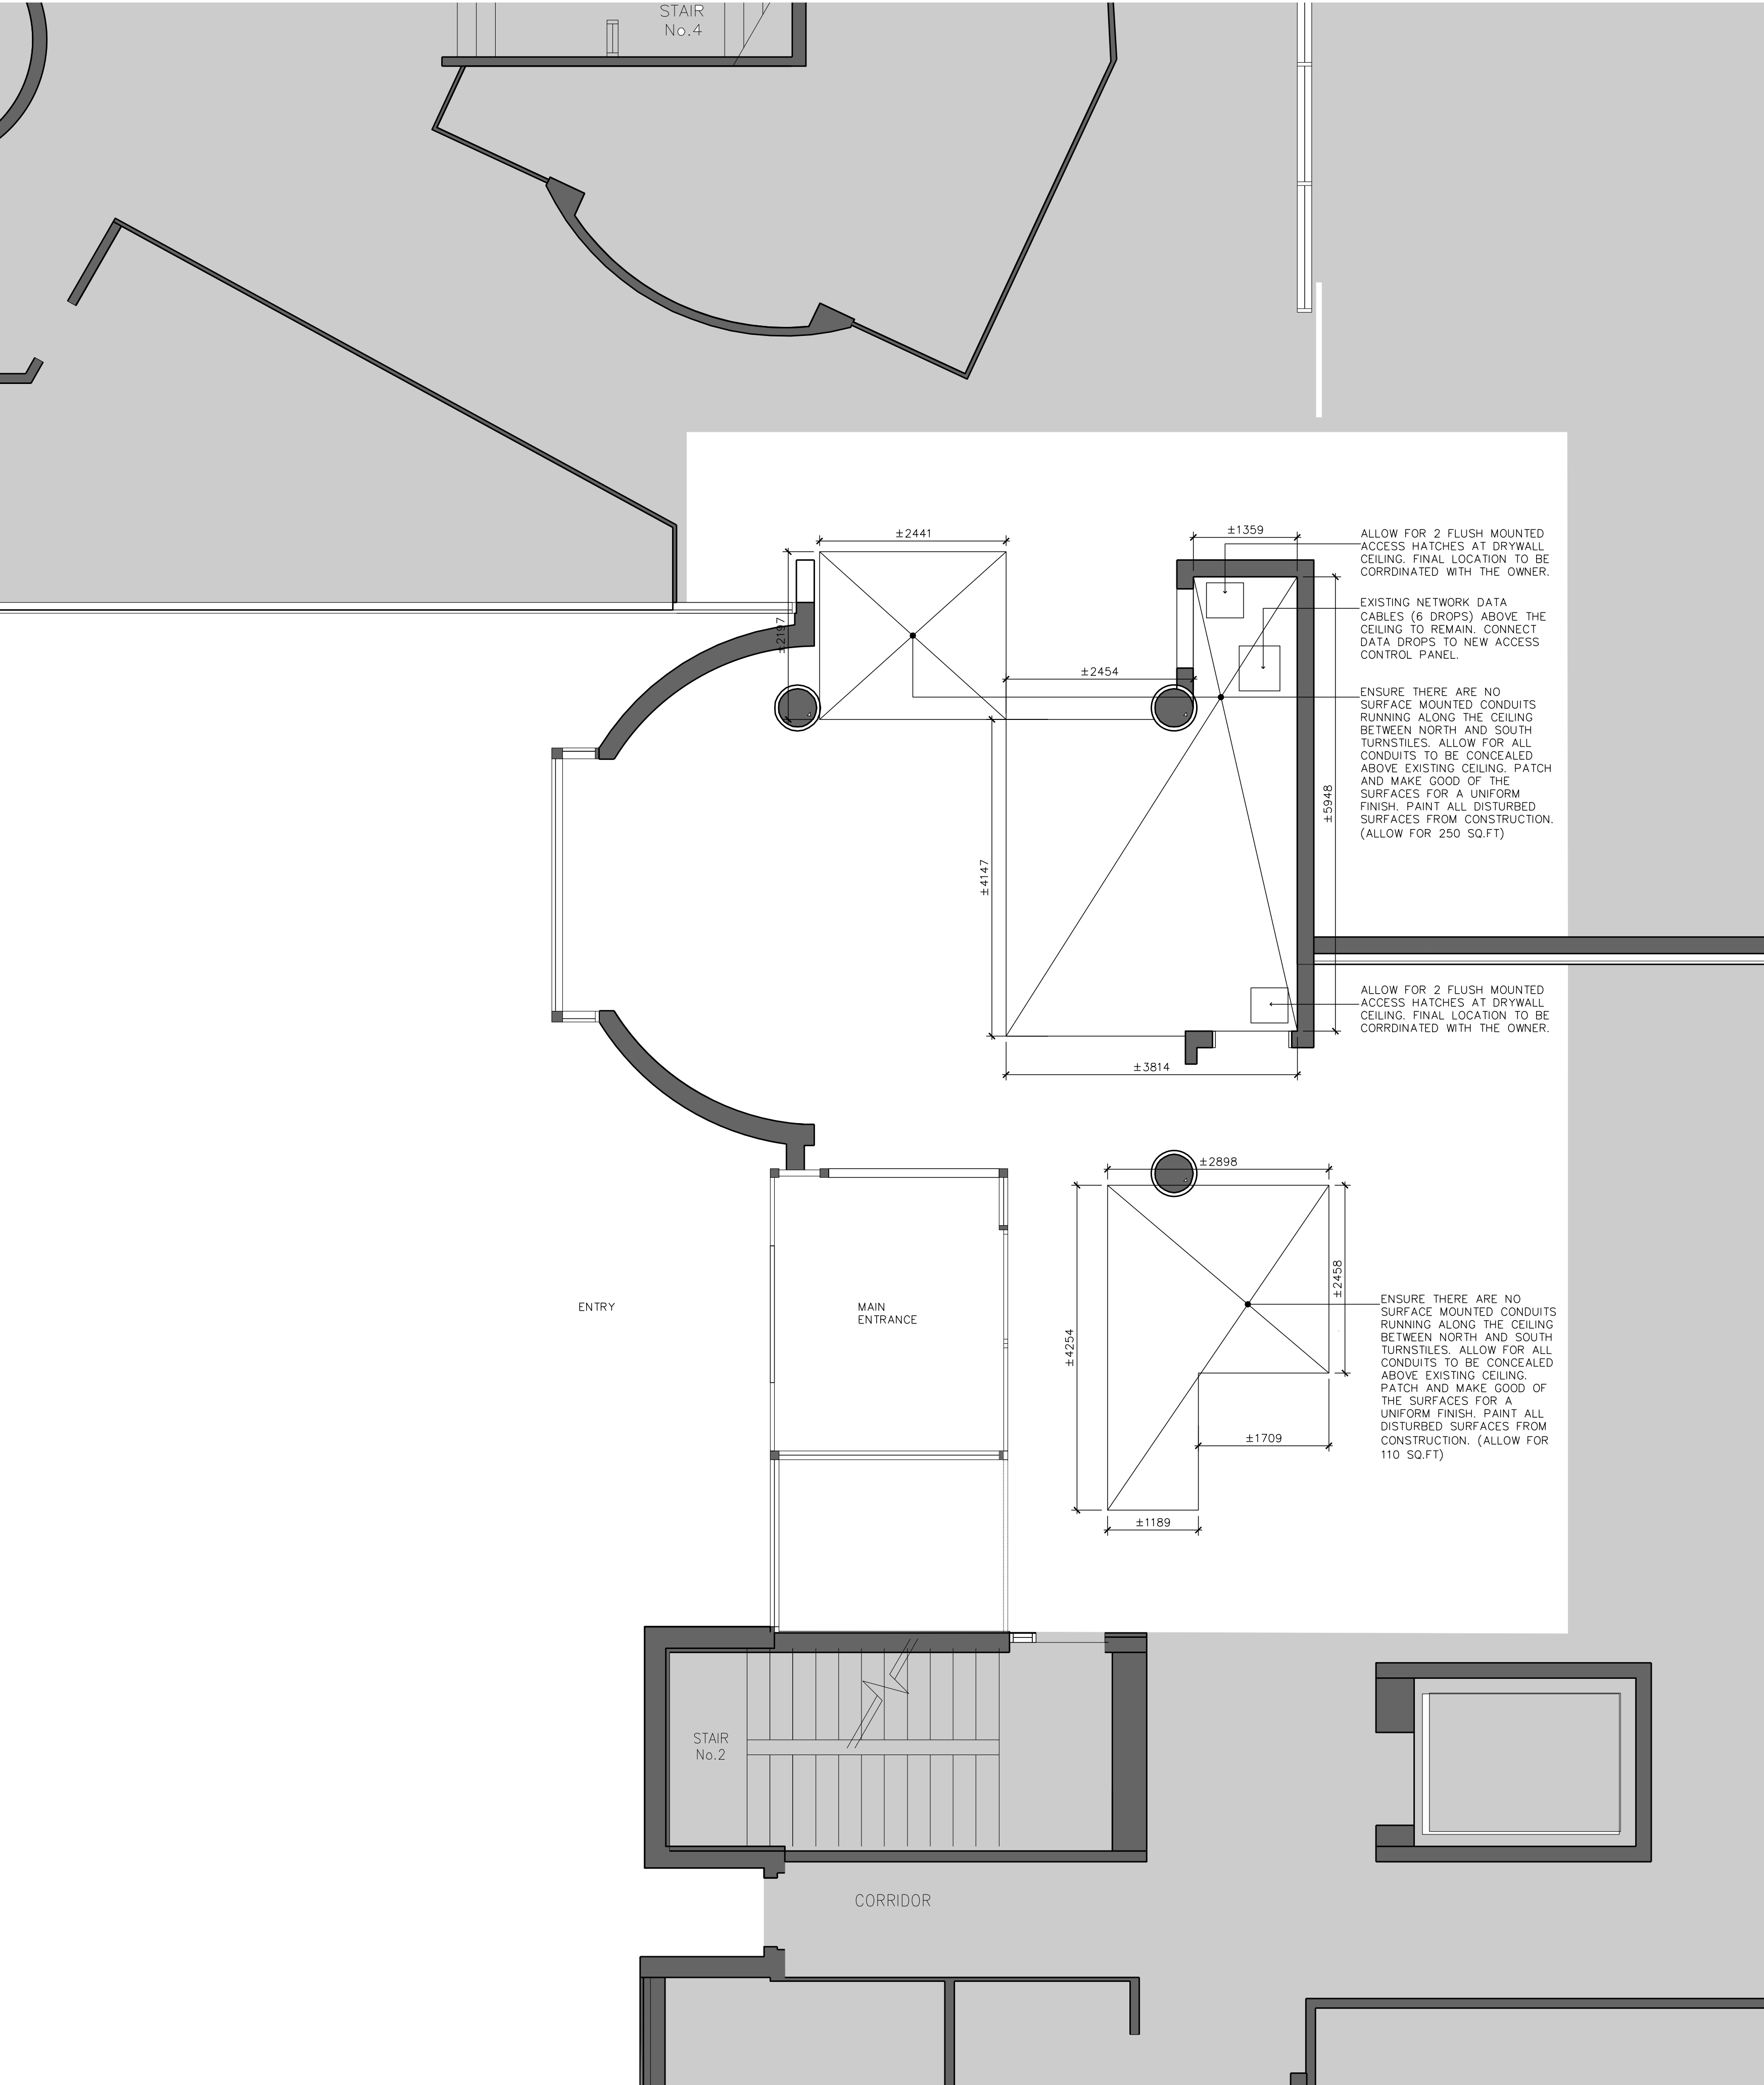 STAIR
No.4
±2441
±1359
ALLOW FOR 2 FLUSH MOUNTED
ACCESS HATCHES AT DRYWALL
CEILING. FINAL LOCATION TO BE
CORRDINATED WITH THE OWNER.
EXISTING NETWORK DATA
CABLES (6 DROPS) ABOVE THE
CEILING TO REMAIN. CONNECT
DATA DROPS TO NEW ACCESS
CONTROL PANEL.
±2197
±2454
ENSURE THERE ARE NO
SURFACE MOUNTED CONDUITS
RUNNING ALONG THE CEILING
BETWEEN NORTH AND SOUTH
TURNSTILES. ALLOW FOR ALL
CONDUITS TO BE CONCEALED
ABOVE EXISTING CEILING. PATCH
AND MAKE GOOD OF THE
SURFACES FOR A UNIFORM
FINISH. PAINT ALL DISTURBED
SURFACES FROM CONSTRUCTION.
(ALLOW FOR 250 SQ.FT)
±5948
±4147
ALLOW FOR 2 FLUSH MOUNTED
ACCESS HATCHES AT DRYWALL
CEILING. FINAL LOCATION TO BE
CORRDINATED WITH THE OWNER.
±3814
±2898
±2458
±4254
ENTRY
MAIN
ENTRANCE
ENSURE THERE ARE NO
SURFACE MOUNTED CONDUITS
RUNNING ALONG THE CEILING
BETWEEN NORTH AND SOUTH
TURNSTILES. ALLOW FOR ALL
CONDUITS TO BE CONCEALED
ABOVE EXISTING CEILING.
PATCH AND MAKE GOOD OF
THE SURFACES FOR A
UNIFORM FINISH. PAINT ALL
DISTURBED SURFACES FROM
CONSTRUCTION. (ALLOW FOR
110 SQ.FT)
±1709
±1189
STAIR
No.2
CORRIDOR